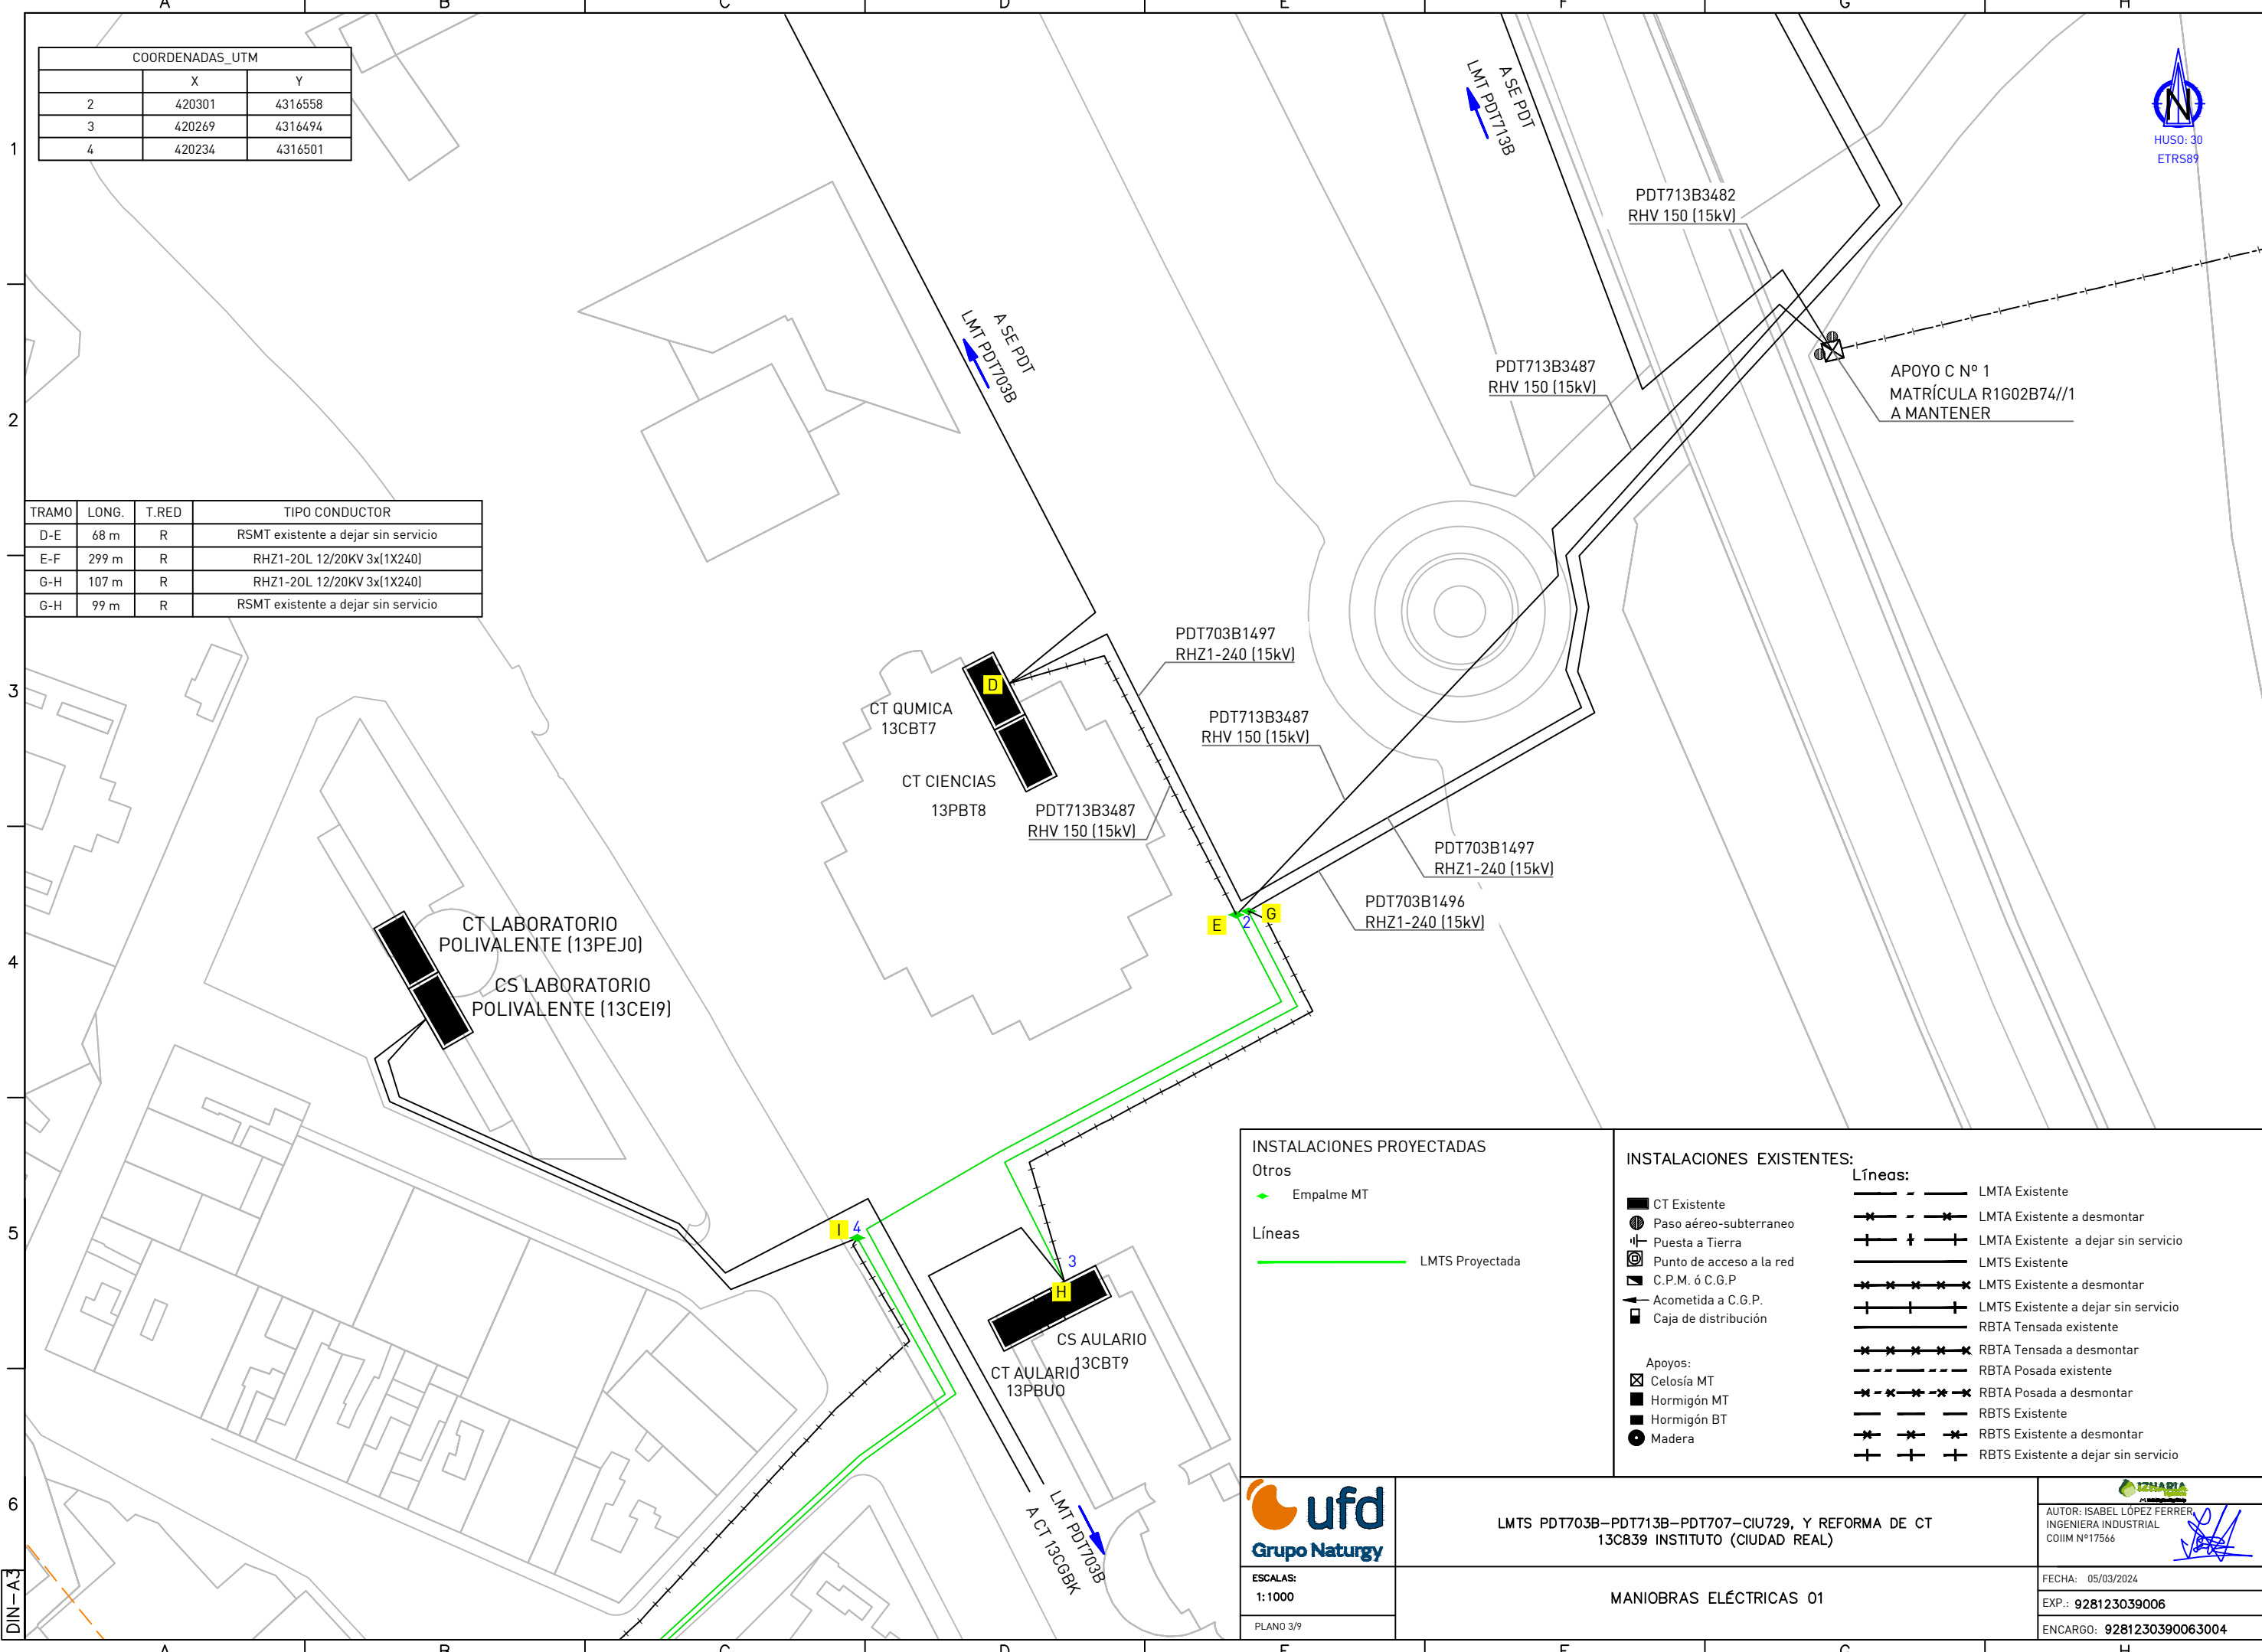 A B C D E F G H
COORDENADAS_UTM
X Y
2 420301 4316558
3 420269 4316494
4 420234 4316501
1
2
3
4
5
6
N
HUSO: 30
ETRS89
A SE PDT
LMT PDT713B
PDT713B3482
RHV 150 (15kV)
A SE PDT
LMT PDT703B
PDT713B3487
RHV 150 (15kV)
APOYO C Nº 1
MATRÍCULA R1G02B74//1
A MANTENER
TRAMO LONG. T.RED TIPO CONDUCTOR
D-E 68 m R RSMT existente a dejar sin servicio
E-F 299 m R RHZ1-2OL 12/20KV 3x(1X240)
G-H 107 m R RHZ1-2OL 12/20KV 3x(1X240)
G-H 99 m R RSMT existente a dejar sin servicio
PDT703B1497
RHZ1-240 (15kV)
D
CT QUMICA
13CBT7
PDT713B3487
RHV 150 (15kV)
CT CIENCIAS
13PBT8
PDT713B3487
RHV 150 (15kV)
PDT703B1497
RHZ1-240 (15kV)
PDT703B1496
RHZ1-240 (15kV)
E 2 G
CT LABORATORIO
POLIVALENTE (13PEJ0)
CS LABORATORIO
POLIVALENTE (13CEI9)
I 4
3
H
CS AULARIO
13CBT9
CT AULARIO
13PBU0
LMT PDT703B
A CT 13CGBK
INSTALACIONES PROYECTADAS
Otros
Empalme MT
Líneas
LMTS Proyectada
INSTALACIONES EXISTENTES:
CT Existente
Paso aéreo-subterraneo
Puesta a Tierra
Punto de acceso a la red
C.P.M. ó C.G.P
Acometida a C.G.P.
Caja de distribución
Apoyos:
Celosía MT
Hormigón MT
Hormigón BT
Madera
Líneas:
LMTA Existente
LMTA Existente a desmontar
LMTA Existente a dejar sin servicio
LMTS Existente
LMTS Existente a desmontar
LMTS Existente a dejar sin servicio
RBTA Tensada existente
RBTA Tensada a desmontar
RBTA Posada existente
RBTA Posada a desmontar
RBTS Existente
RBTS Existente a desmontar
RBTS Existente a dejar sin servicio
ufd
Grupo Naturgy
LMTS PDT703B-PDT713B-PDT707-CIU729, Y REFORMA DE CT
13C839 INSTITUTO (CIUDAD REAL)
IZHARIA
AUTOR: ISABEL LÓPEZ FERRER
INGENIERA INDUSTRIAL
COIIM Nº17566
ESCALAS:
1:1000
PLANO 3/9
MANIOBRAS ELÉCTRICAS 01
FECHA: 05/03/2024
EXP.: 928123039006
ENCARGO: 9281230390063004
DIN-A3
A B C D E F G H